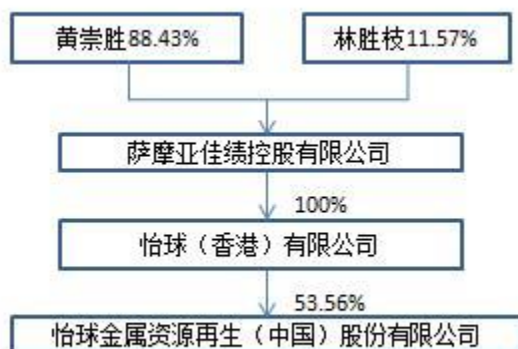 黄崇胜88.43%
林胜枝11.57%
萨摩亚佳绩控股有限公司
100%
怡球（香港）有限公司
53.56%
怡球金属资源再生（中国）股份有限公司